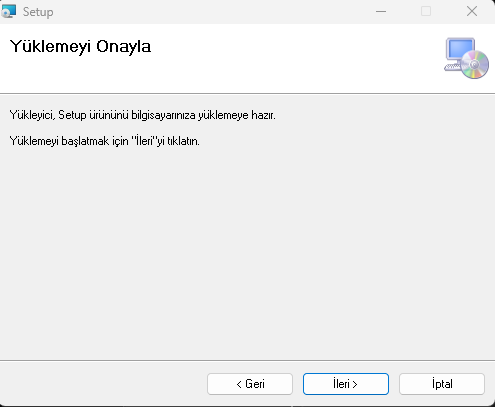 Setup
Yüklemeyi Onayla
Yükleyici, Setup ürününü bilgisayarınıza yüklemeye hazır.
Yüklemeyi başlatmak için "İleri"yi tıklatın.
< Geri
İleri >
İptal